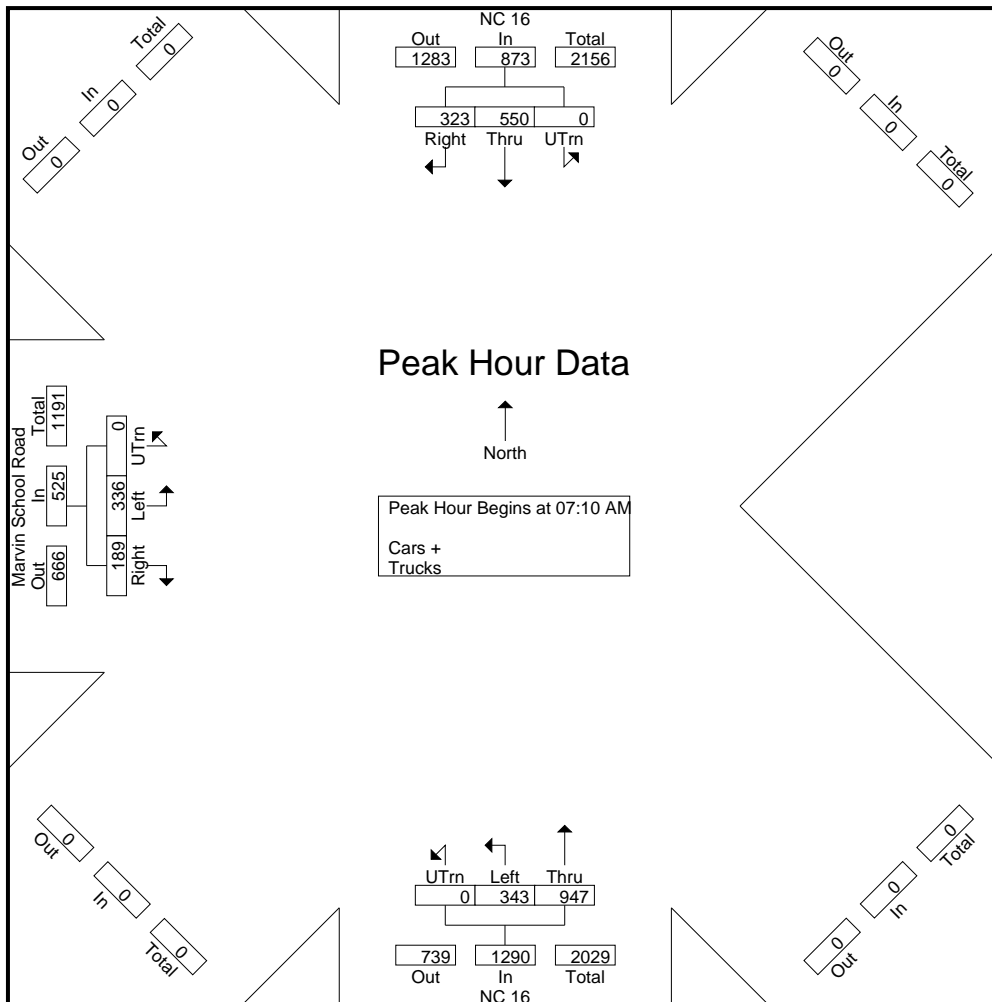 NC 16
Out In Total
1283 873 2156
323 550 0
Right Thru UTrn
Total
0
In
0
Out
0
Out
0
In
0
Total
0
Peak Hour Data
North
Peak Hour Begins at 07:10 AM
Cars +
Trucks
Marvin School Road
Out In Total
666 525 1191
189 336 0
Right Left UTrn
0
Out
0
In
0
Total
0
Total
0
In
0
Out
UTrn Left Thru
0 343 947
739 1290 2029
Out In Total
NC 16